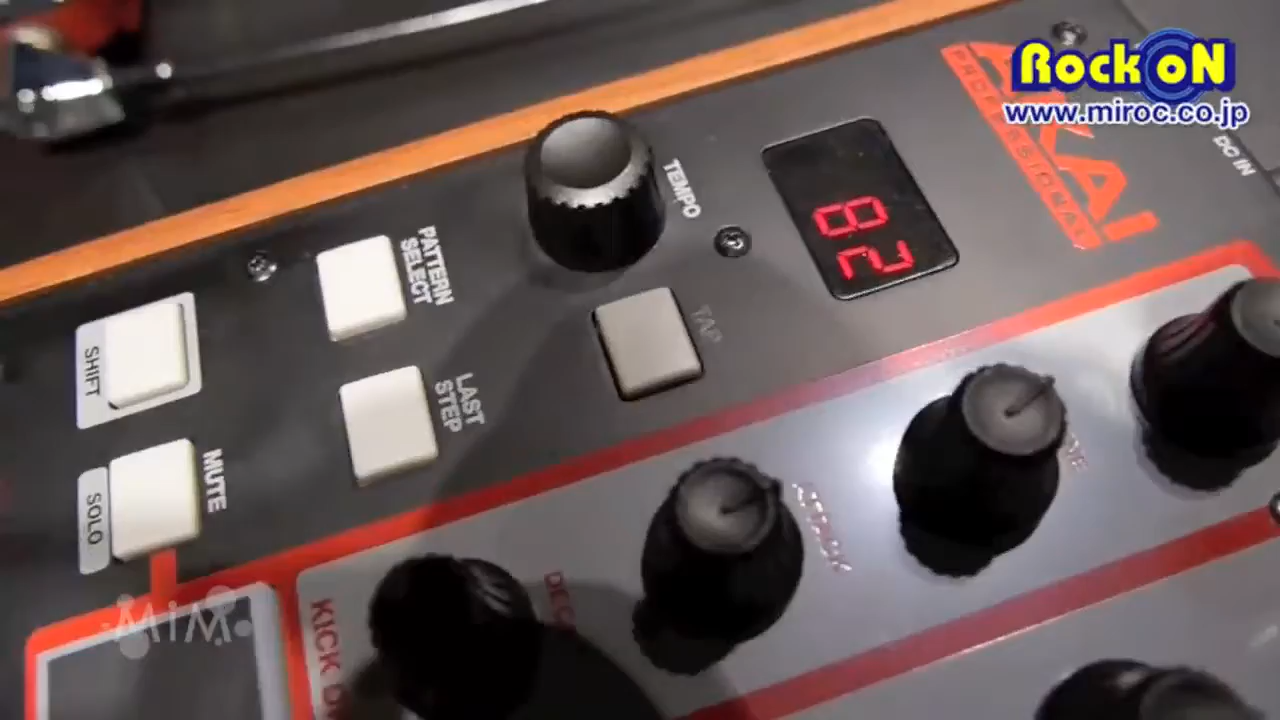 Rock oN
www.miroc.co.jp
AKAI
PROFESSIONAL
DC IN
TEMPO
82
PATTERN
SELECT
TAP
SHIFT
LAST
STEP
MUTE
SOLO
ATTACK
KICK
MiM